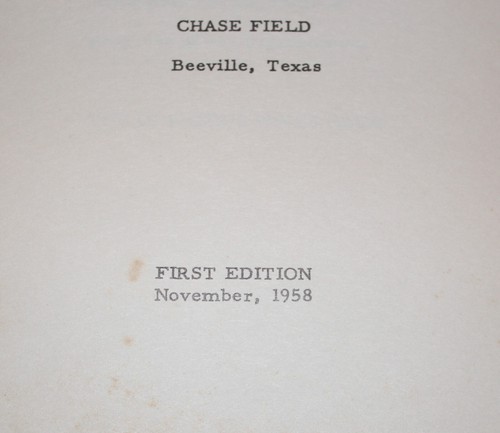 CHASE FIELD
Beeville, Texas
FIRST EDITION
November, 1958